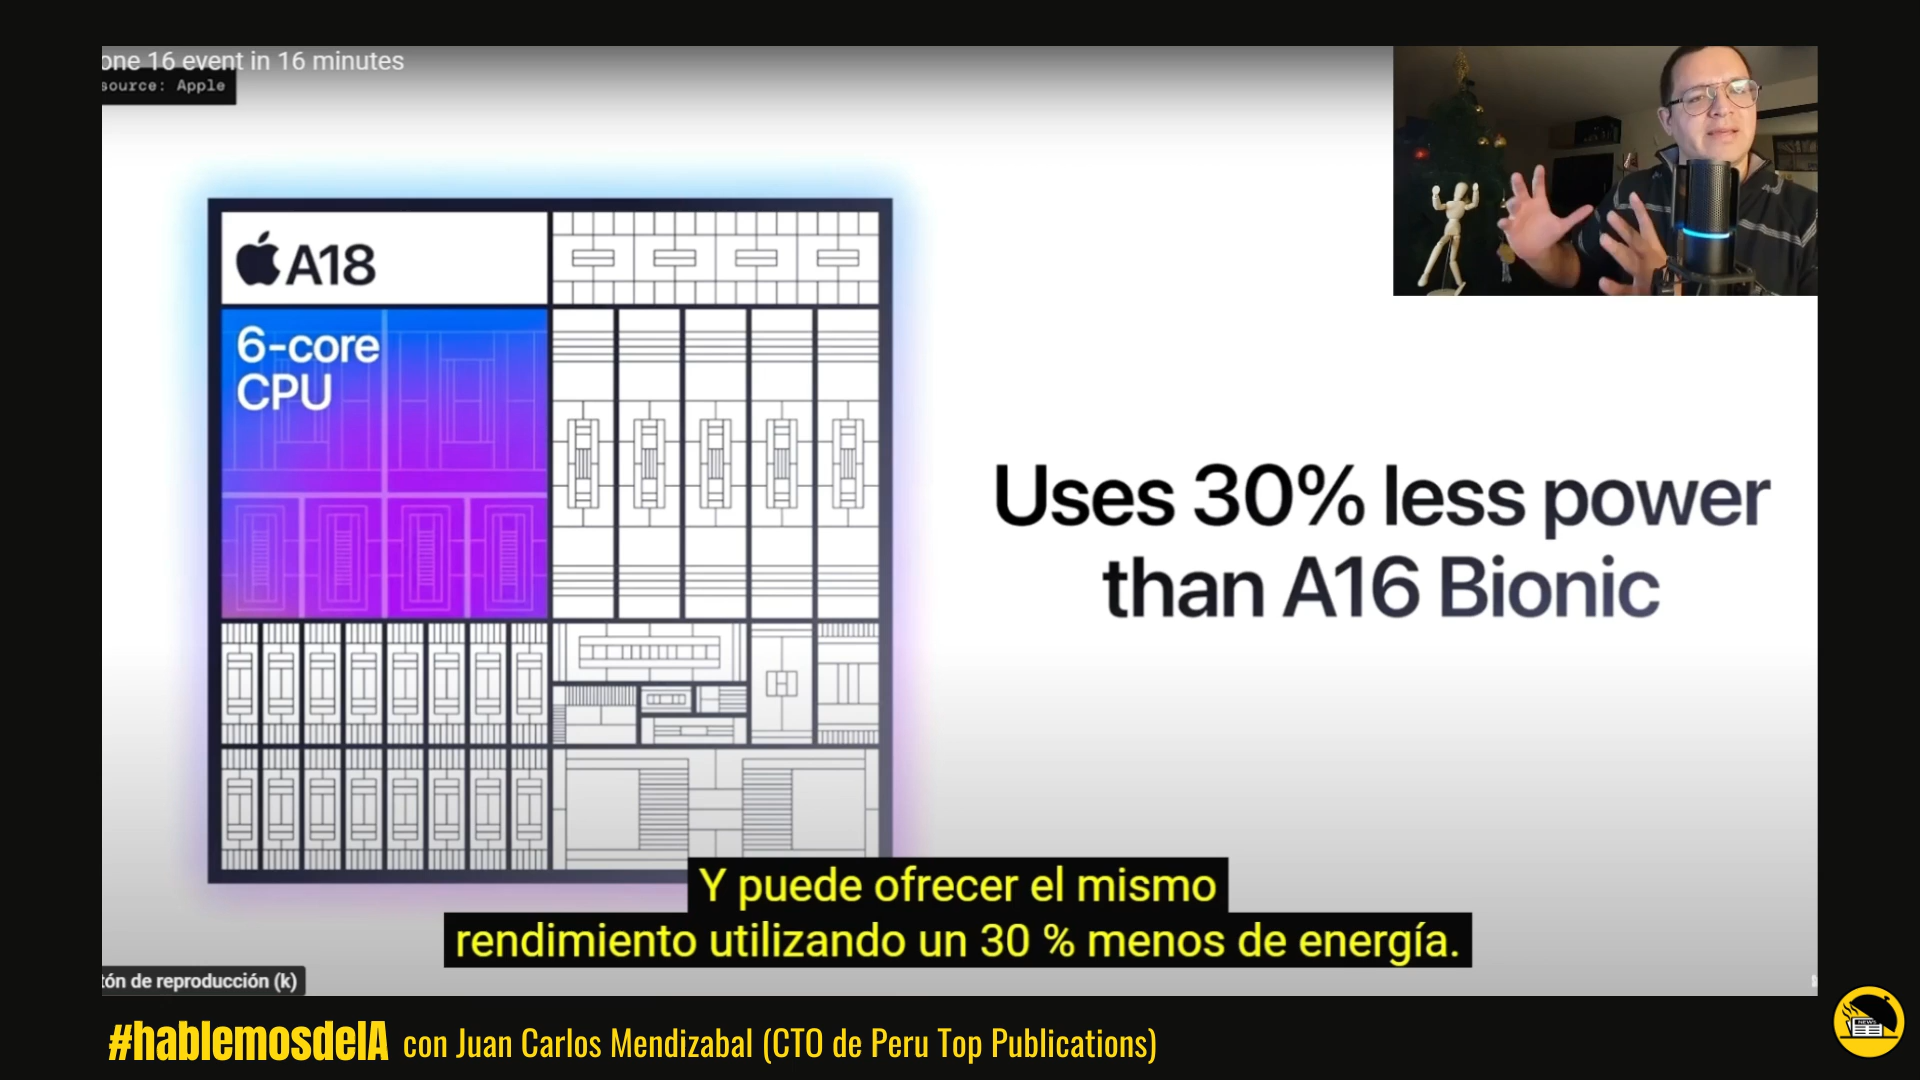 one 16 event in 16 minutes
source: Apple
A18
6-core
CPU
Uses 30% less power
than A16 Bionic
Y puede ofrecer el mismo
rendimiento utilizando un 30 % menos de energía.
tón de reproducción (k)
#hablemosdeIA con Juan Carlos Mendizabal (CTO de Peru Top Publications)
NEWS